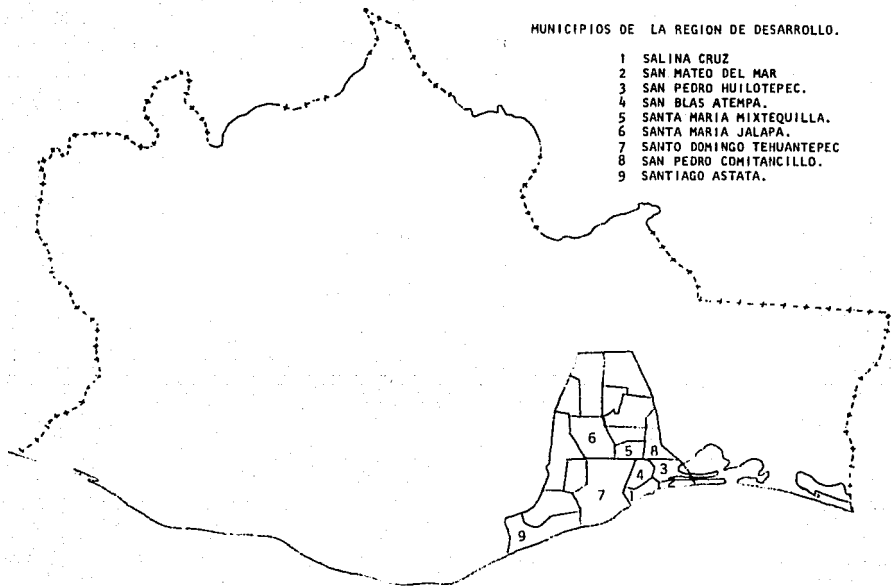 MUNICIPIOS DE LA REGION DE DESARROLLO.
1 SALINA CRUZ
2 SAN MATEO DEL MAR
3 SAN PEDRO HUILOTEPEC.
4 SAN BLAS ATEMPA.
5 SANTA MARIA MIXTEQUILLA.
6 SANTA MARIA JALAPA.
7 SANTO DOMINGO TEHUANTEPEC
8 SAN PEDRO COMITANCILLO.
9 SANTIAGO ASTATA.
6
5 8
4 3
7 1 2
9